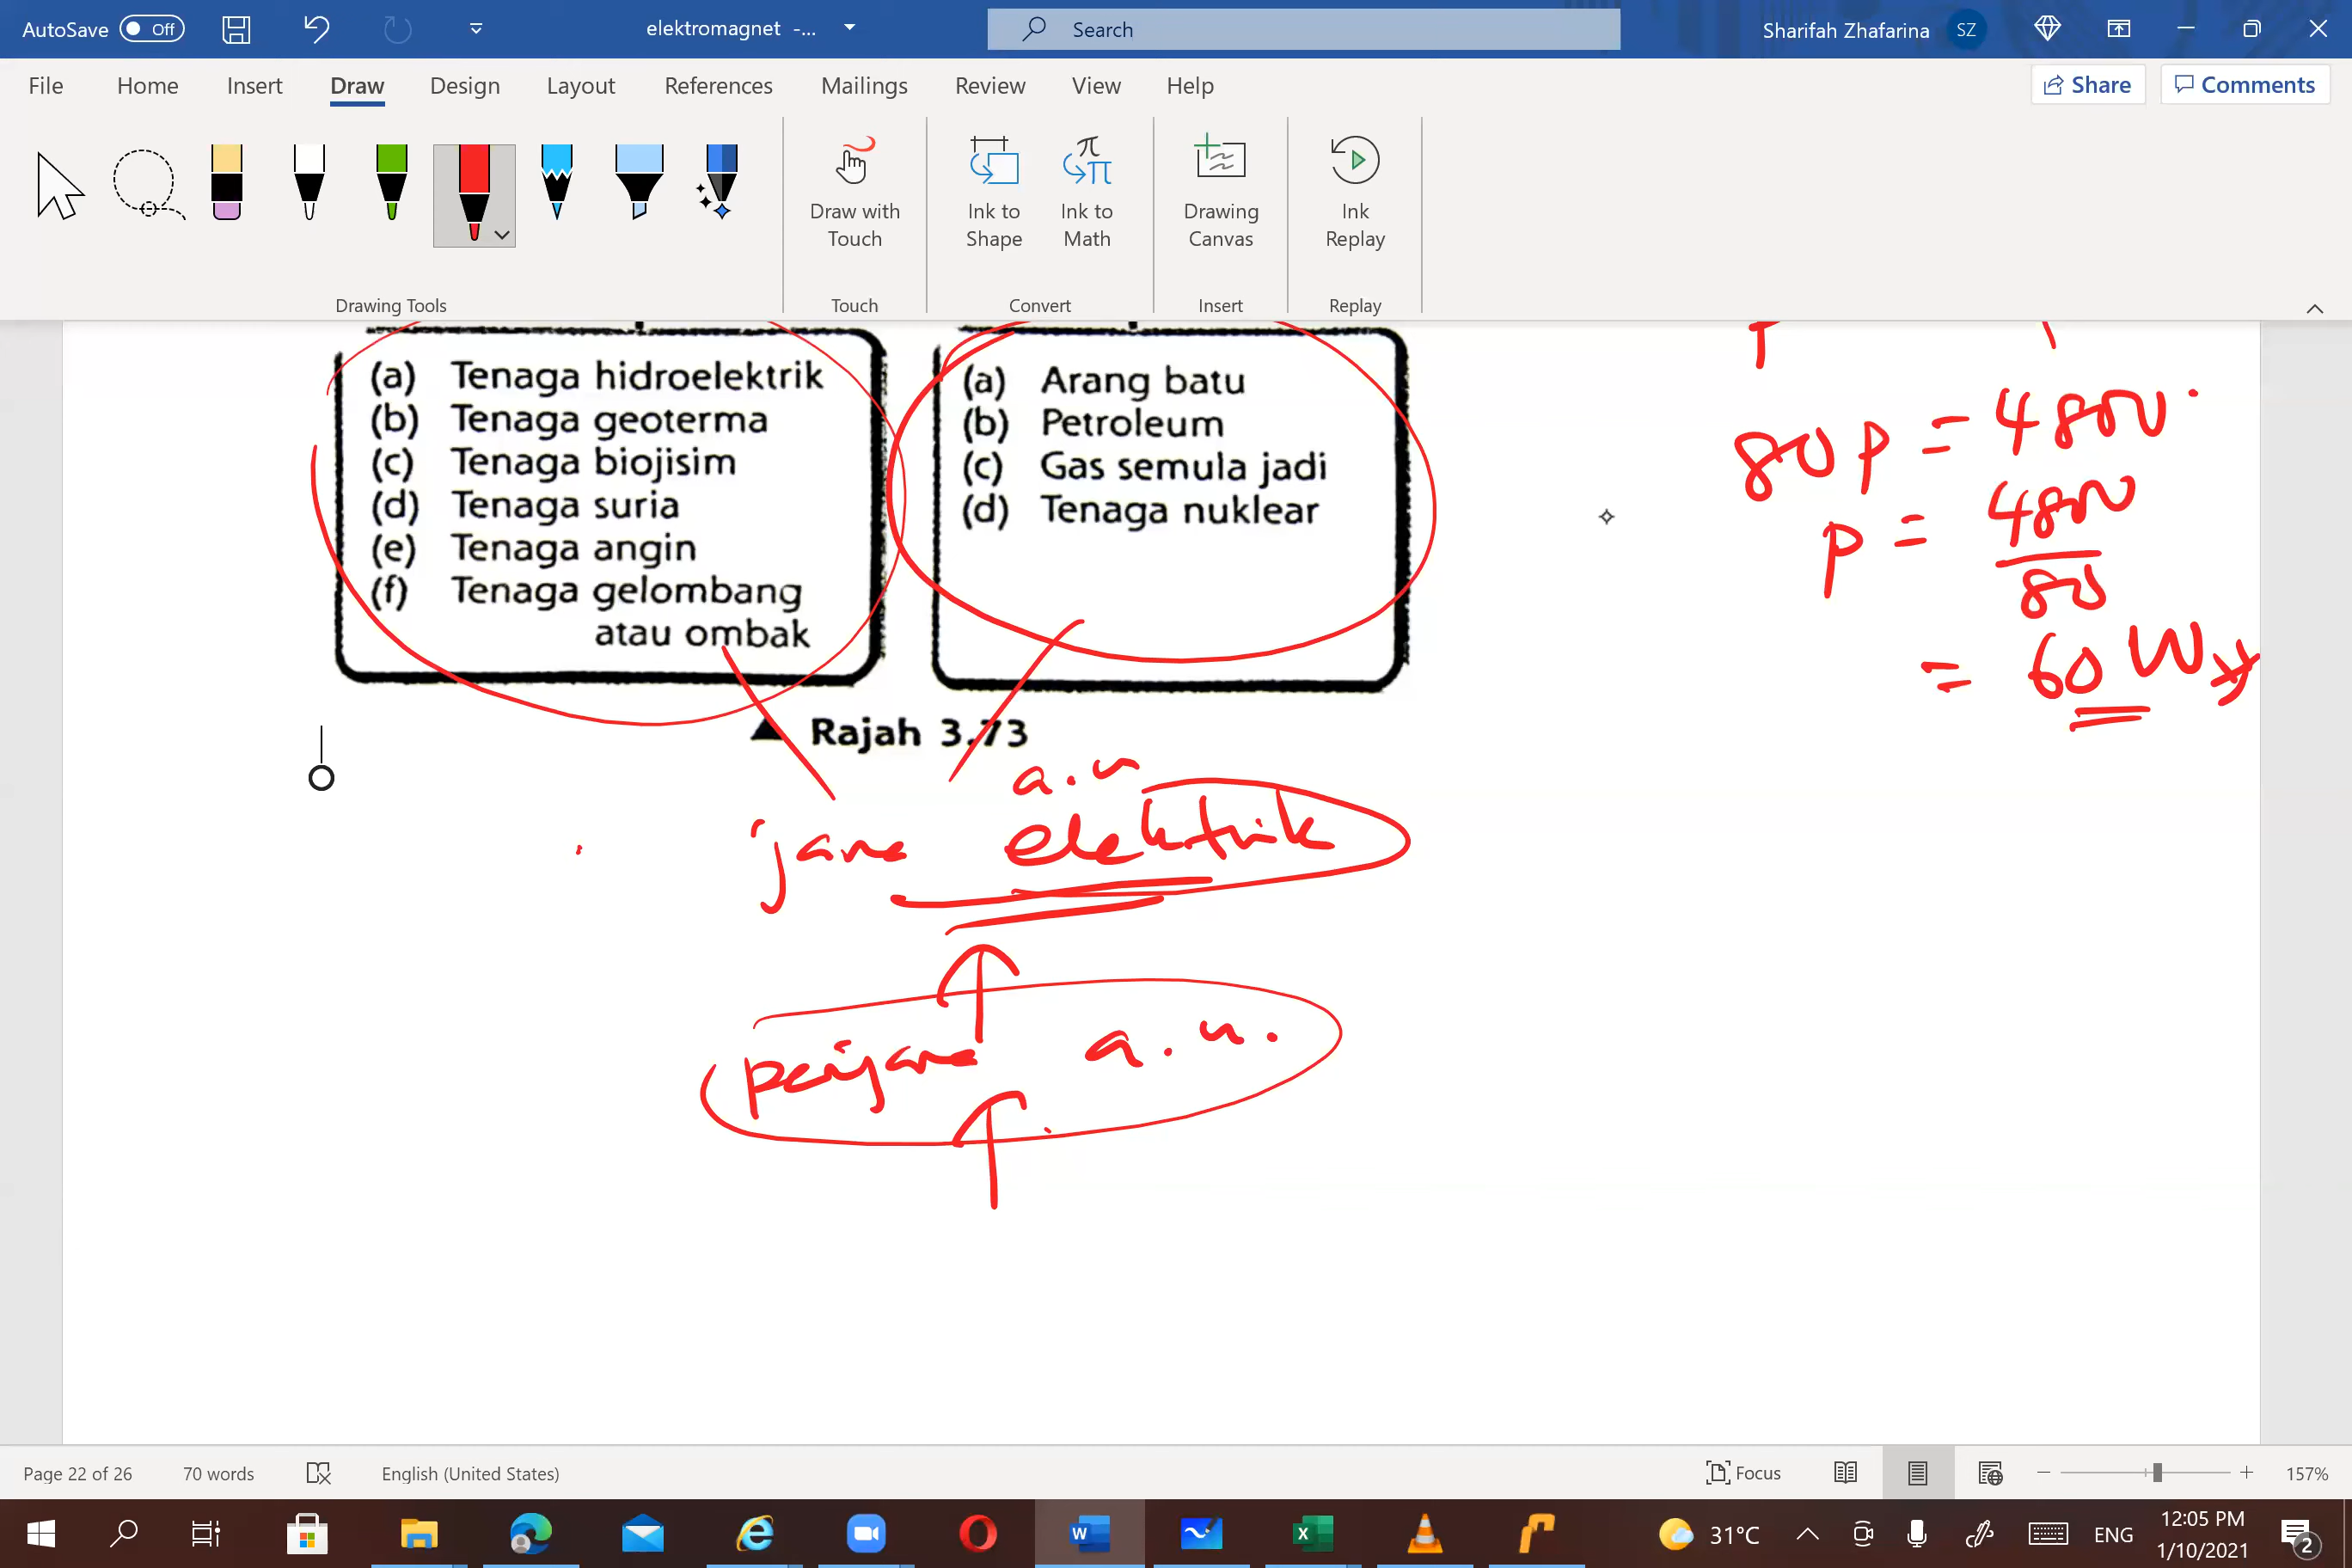 AutoSave Off elektromagnet -... Search Sharifah Zhafarina SZ
File Home Insert Draw Design Layout References Mailings Review View Help Share Comments
Draw with Touch
Ink to Shape
Ink to Math
Drawing Canvas
Ink Replay
Drawing Tools Touch Convert Insert Replay
(a) Tenaga hidroelektrik
(b) Tenaga geoterma
(c) Tenaga biojisim
(d) Tenaga suria
(e) Tenaga angin
(f) Tenaga gelombang
atau ombak
(a) Arang batu
(b) Petroleum
(c) Gas semula jadi
(d) Tenaga nuklear
▲ Rajah 3.73
80 P = 4800
P = 4800
80
= 60 W
a.u
jana elektrik
penjana a.u.
Page 22 of 26 70 words English (United States) Focus 157%
31°C ENG 12:05 PM
1/10/2021
2